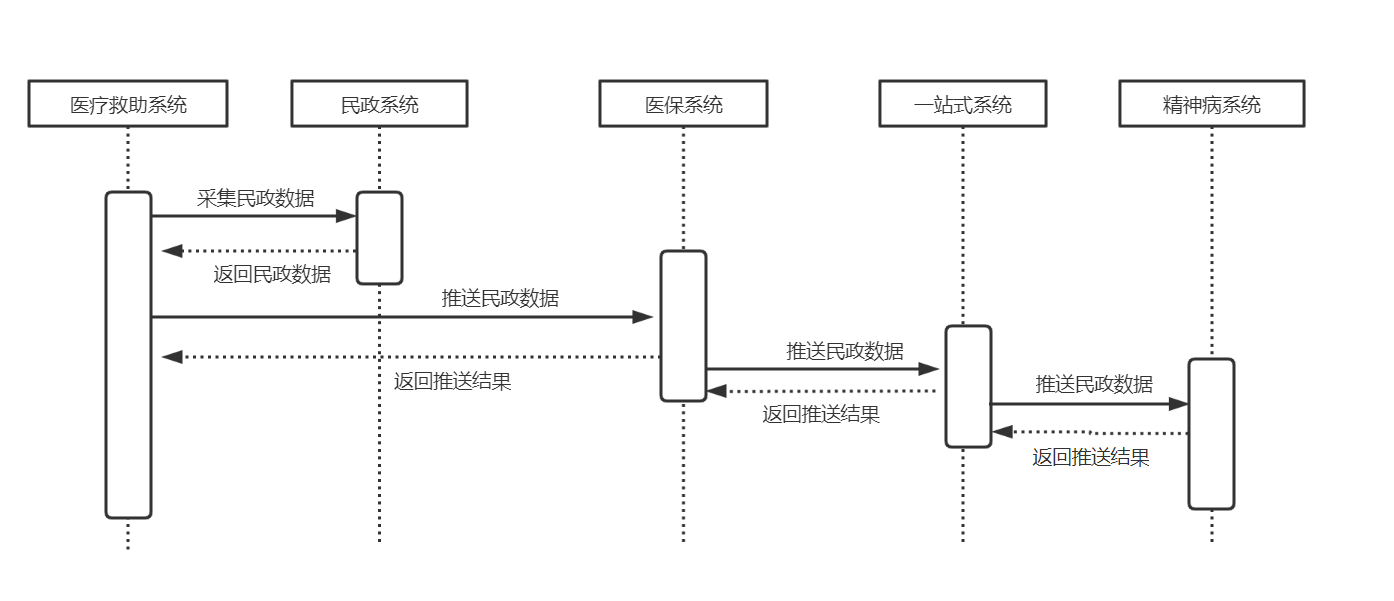 医疗救助系统
民政系统
医保系统
一站式系统
精神病系统
采集民政数据
返回民政数据
推送民政数据
返回推送结果
推送民政数据
返回推送结果
推送民政数据
返回推送结果